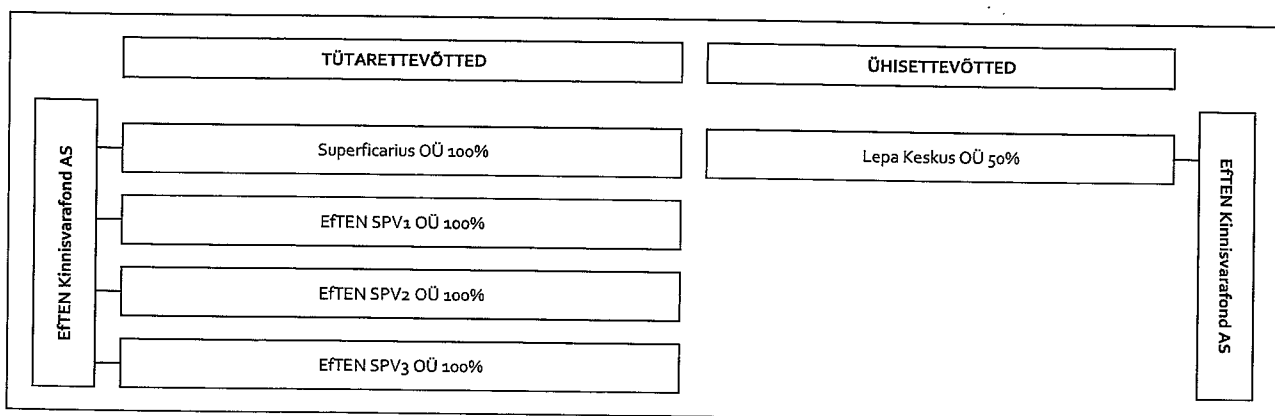 TÜTARETTEVÕTTED
ÜHISETTEVÕTTED
EfTEN Kinnisvarafond AS
Superficarius OÜ 100%
EfTEN SPV1 OÜ 100%
EfTEN SPV2 OÜ 100%
EfTEN SPV3 OÜ 100%
Lepa Keskus OÜ 50%
EfTEN Kinnisvarafond AS